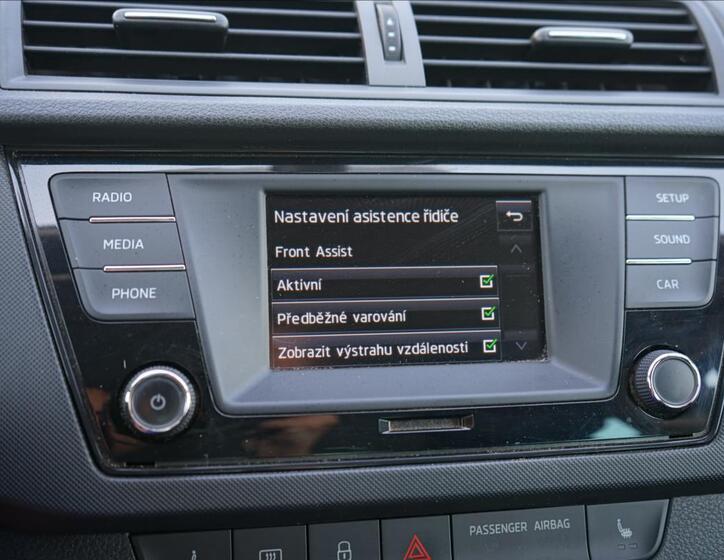 RADIO
MEDIA
PHONE
Nastavení asistence řidiče
Front Assist
Aktivní
Předběžné varování
Zobrazit výstrahu vzdálenosti
SETUP
SOUND
CAR
PASSENGER AIRBAG